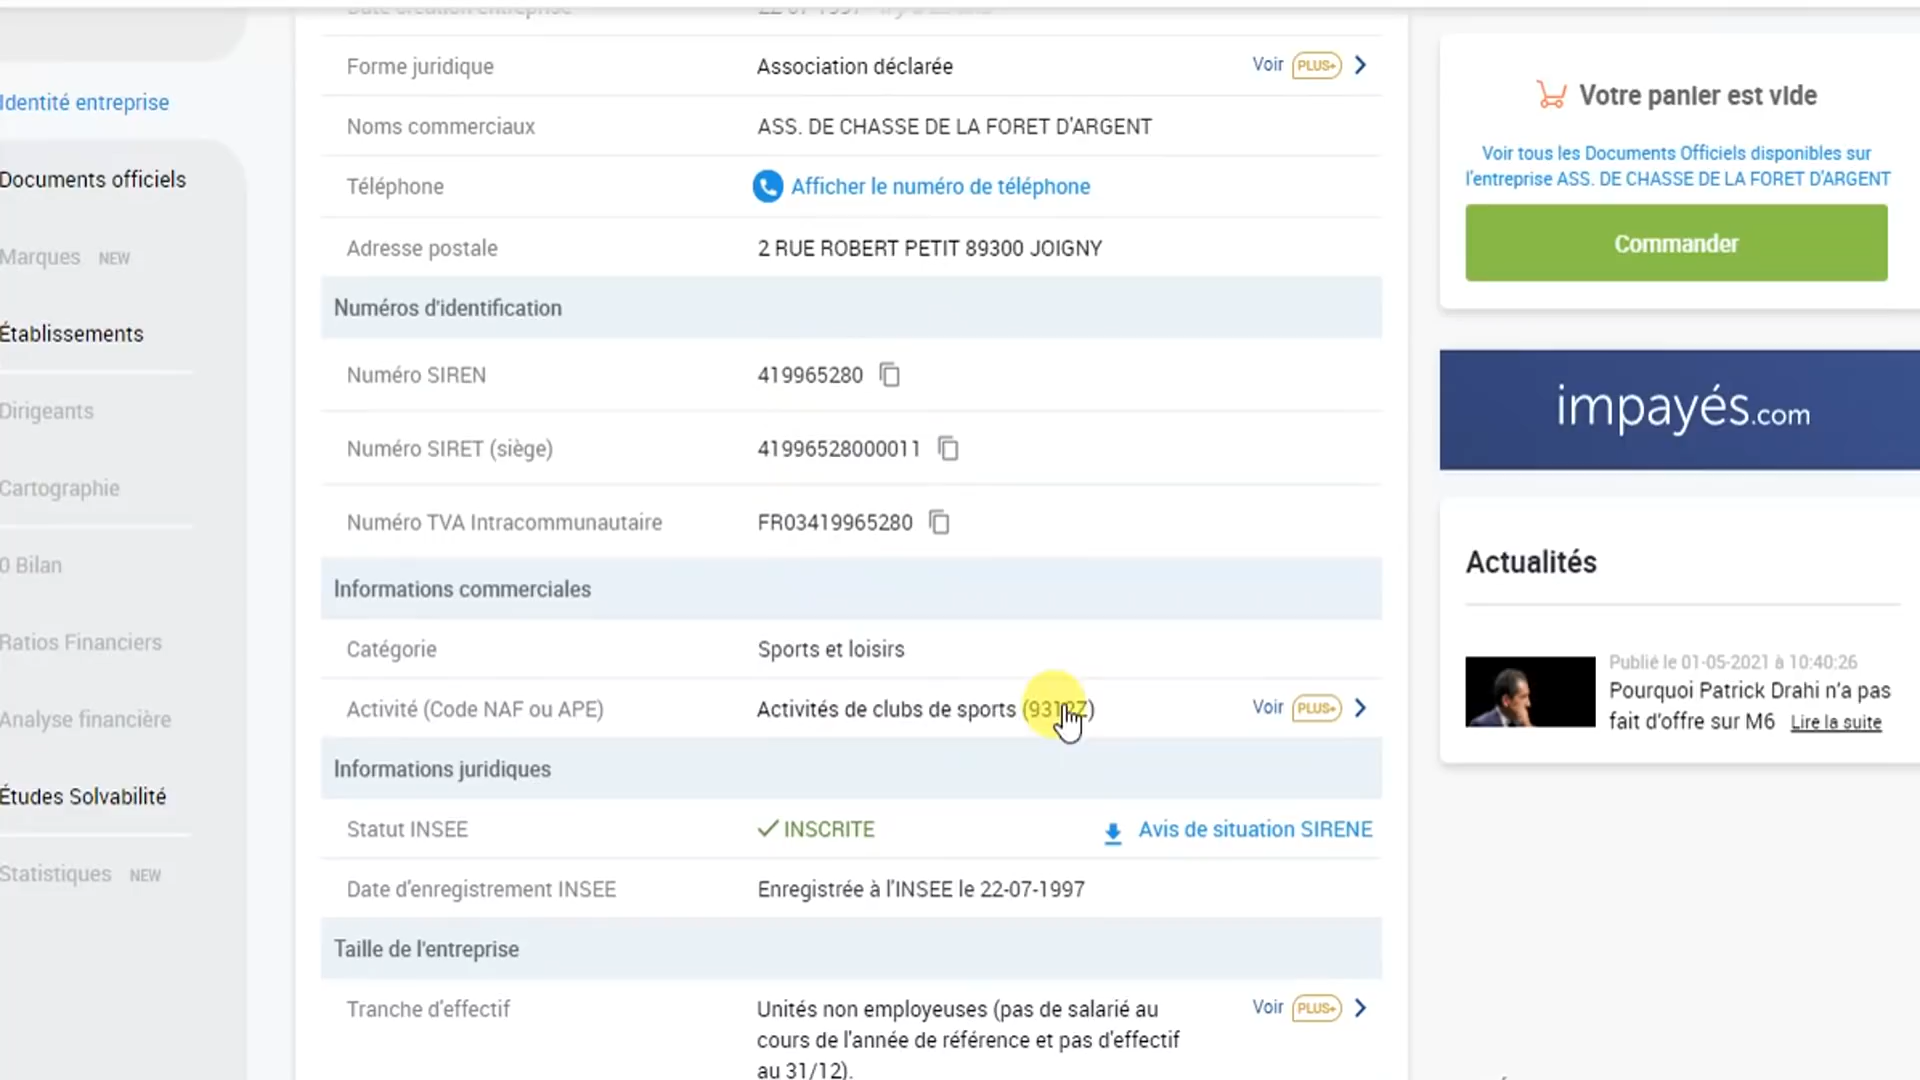 Identité entreprise
Documents officiels
Marques NEW
Établissements
Dirigeants
Cartographie
0 Bilan
Ratios Financiers
Analyse financière
Études Solvabilité
Statistiques NEW
Date création entreprise
22-07-1997
Forme juridique Association déclarée Voir PLUS+
Noms commerciaux ASS. DE CHASSE DE LA FORET D'ARGENT
Téléphone Afficher le numéro de téléphone
Adresse postale 2 RUE ROBERT PETIT 89300 JOIGNY
Numéros d'identification
Numéro SIREN 419965280
Numéro SIRET (siège) 41996528000011
Numéro TVA Intracommunautaire FR03419965280
Informations commerciales
Catégorie Sports et loisirs
Activité (Code NAF ou APE) Activités de clubs de sports (9312Z) Voir PLUS+
Informations juridiques
Statut INSEE INSCRITE Avis de situation SIRENE
Date d'enregistrement INSEE Enregistrée à l'INSEE le 22-07-1997
Taille de l'entreprise
Tranche d'effectif Unités non employeuses (pas de salarié au Voir PLUS+
cours de l'année de référence et pas d'effectif
au 31/12).
Votre panier est vide
Voir tous les Documents Officiels disponibles sur
l'entreprise ASS. DE CHASSE DE LA FORET D'ARGENT
Commander
impayés.com
Actualités
Publié le 01-05-2021 à 10:40:26
Pourquoi Patrick Drahi n'a pas
fait d'offre sur M6 Lire la suite